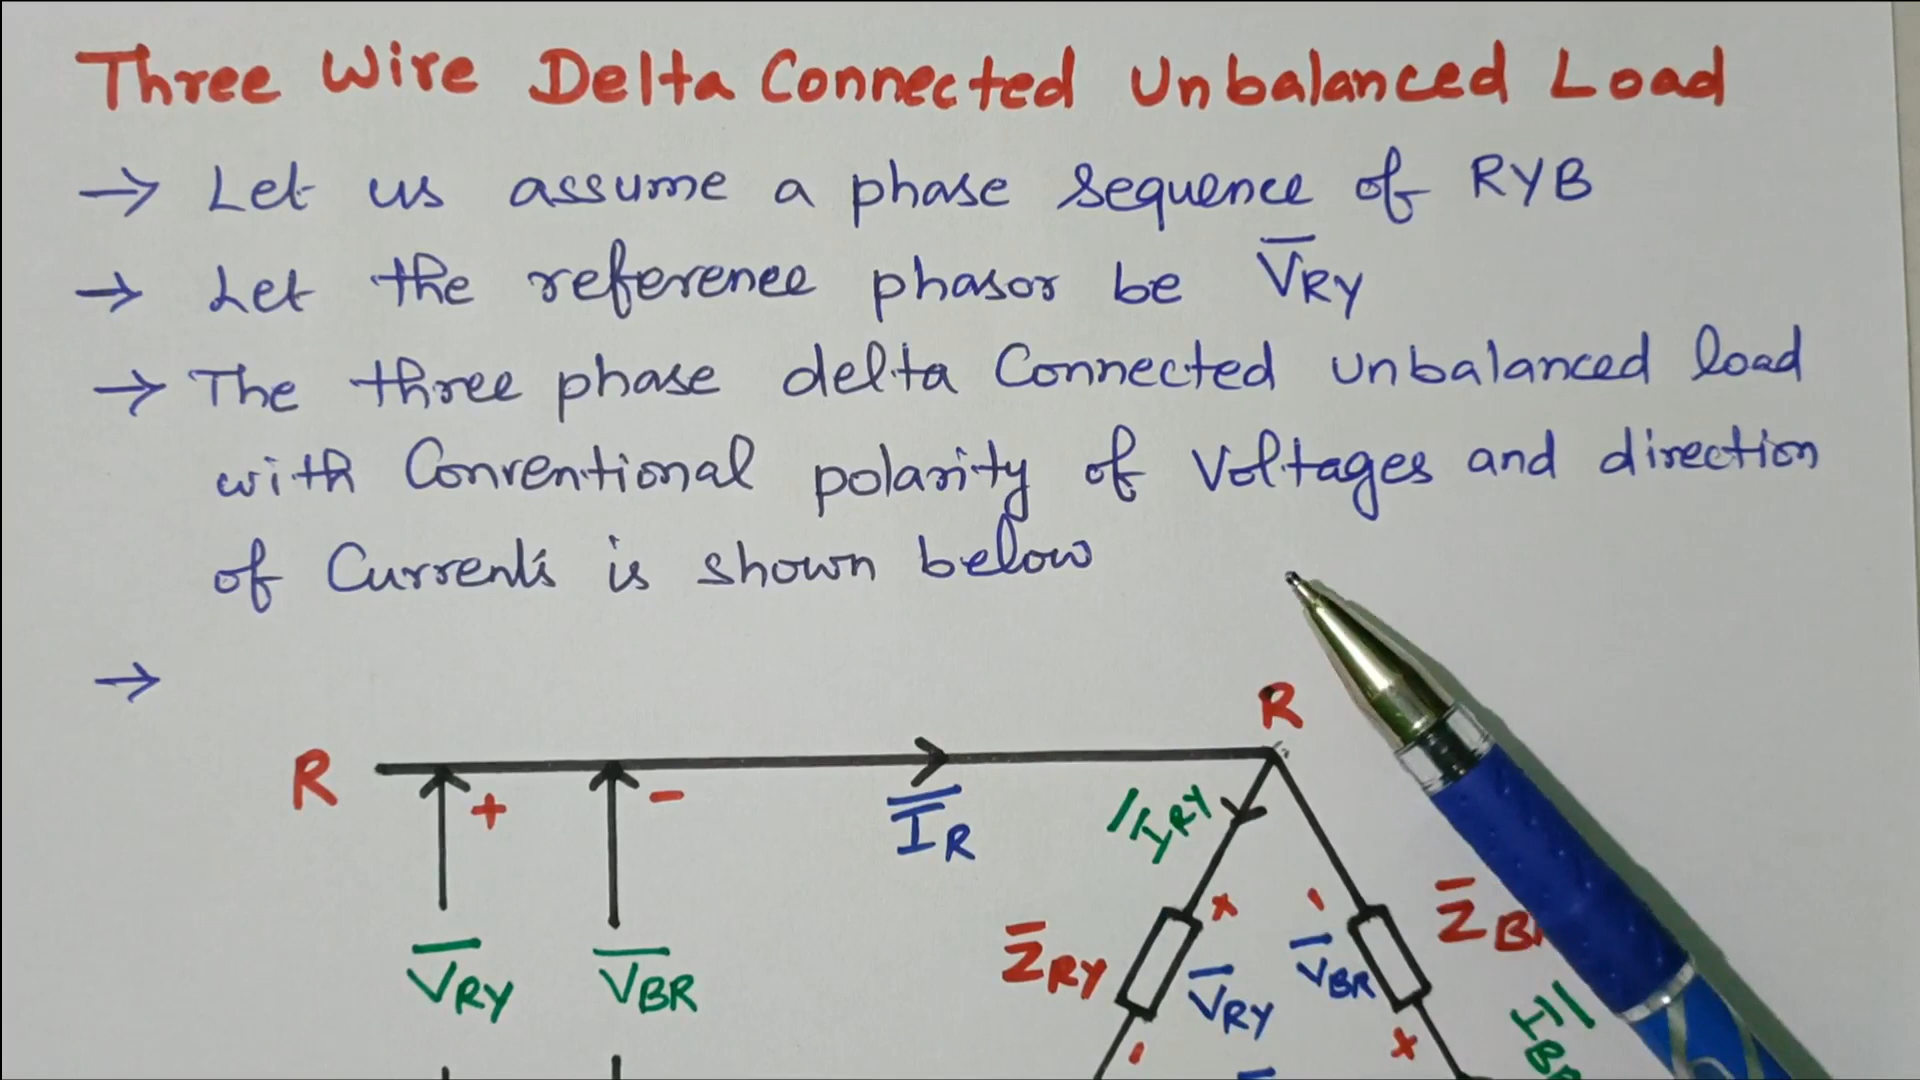 Three Wire Delta Connected Unbalanced Load
→ Let us assume a phase sequence of RYB
→ Let the reference phasor be V̅RY
→ The three phase delta Connected unbalanced load
with Conventional polarity of Voltages and direction
of Currents is shown below
→
R
R
+
-
I̅R
I̅RY
V̅RY
V̅BR
Z̅RY
+
-
V̅RY
V̅BR
-
+